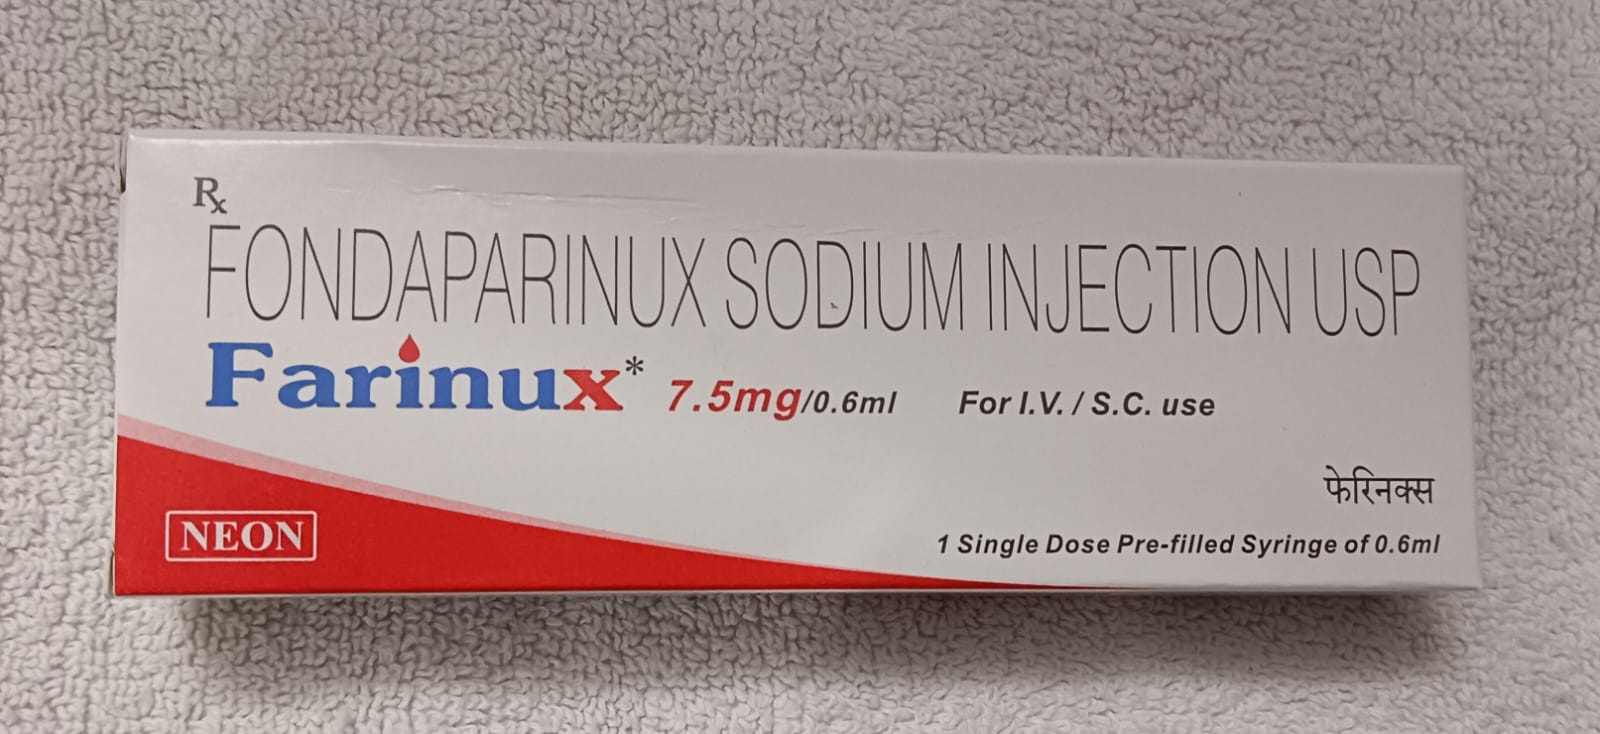 Rx
FONDAPARINUX SODIUM INJECTION USP
Farinux* 7.5mg/0.6ml For I.V. / S.C. use
फेरिनक्स
NEON
1 Single Dose Pre-filled Syringe of 0.6ml